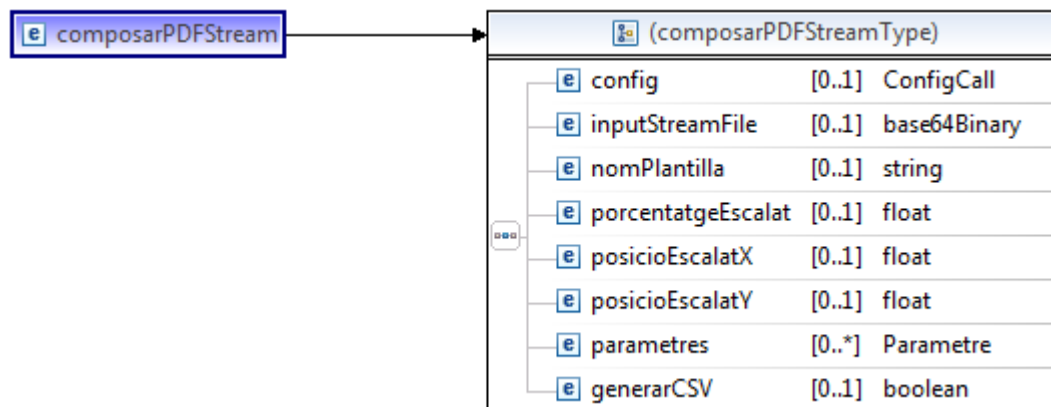 e composarPDFStream
(composarPDFStreamType)
e config [0..1] ConfigCall
e inputStreamFile [0..1] base64Binary
e nomPlantilla [0..1] string
e porcentatgeEscalat [0..1] float
e posicioEscalatX [0..1] float
e posicioEscalatY [0..1] float
e parametres [0..*] Parametre
e generarCSV [0..1] boolean